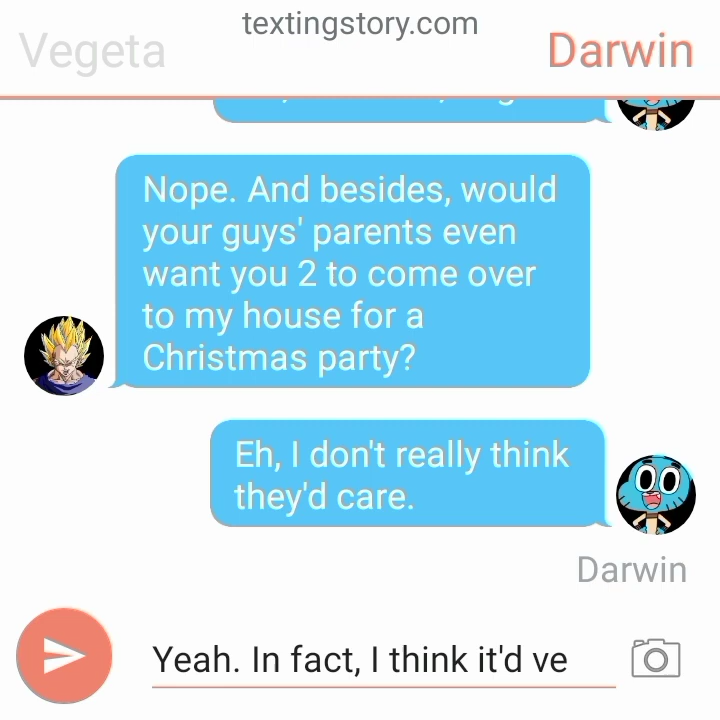 textingstory.com
Vegeta
Darwin
Nope. And besides, would
your guys' parents even
want you 2 to come over
to my house for a
Christmas party?
Eh, I don't really think
they'd care.
Darwin
Yeah. In fact, I think it'd ve